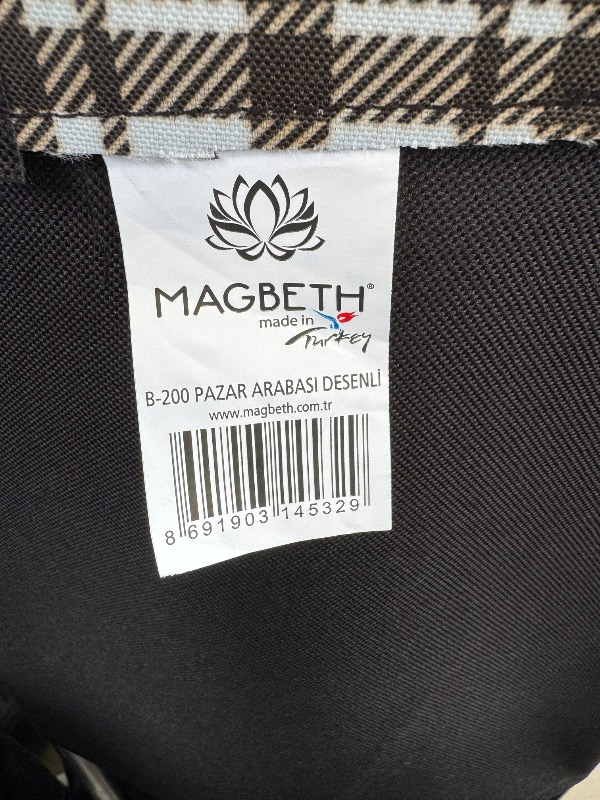 MAGBETH®
made in Turkey
B-200 PAZAR ARABASI DESENLİ
www.magbeth.com.tr
8 691903 145329